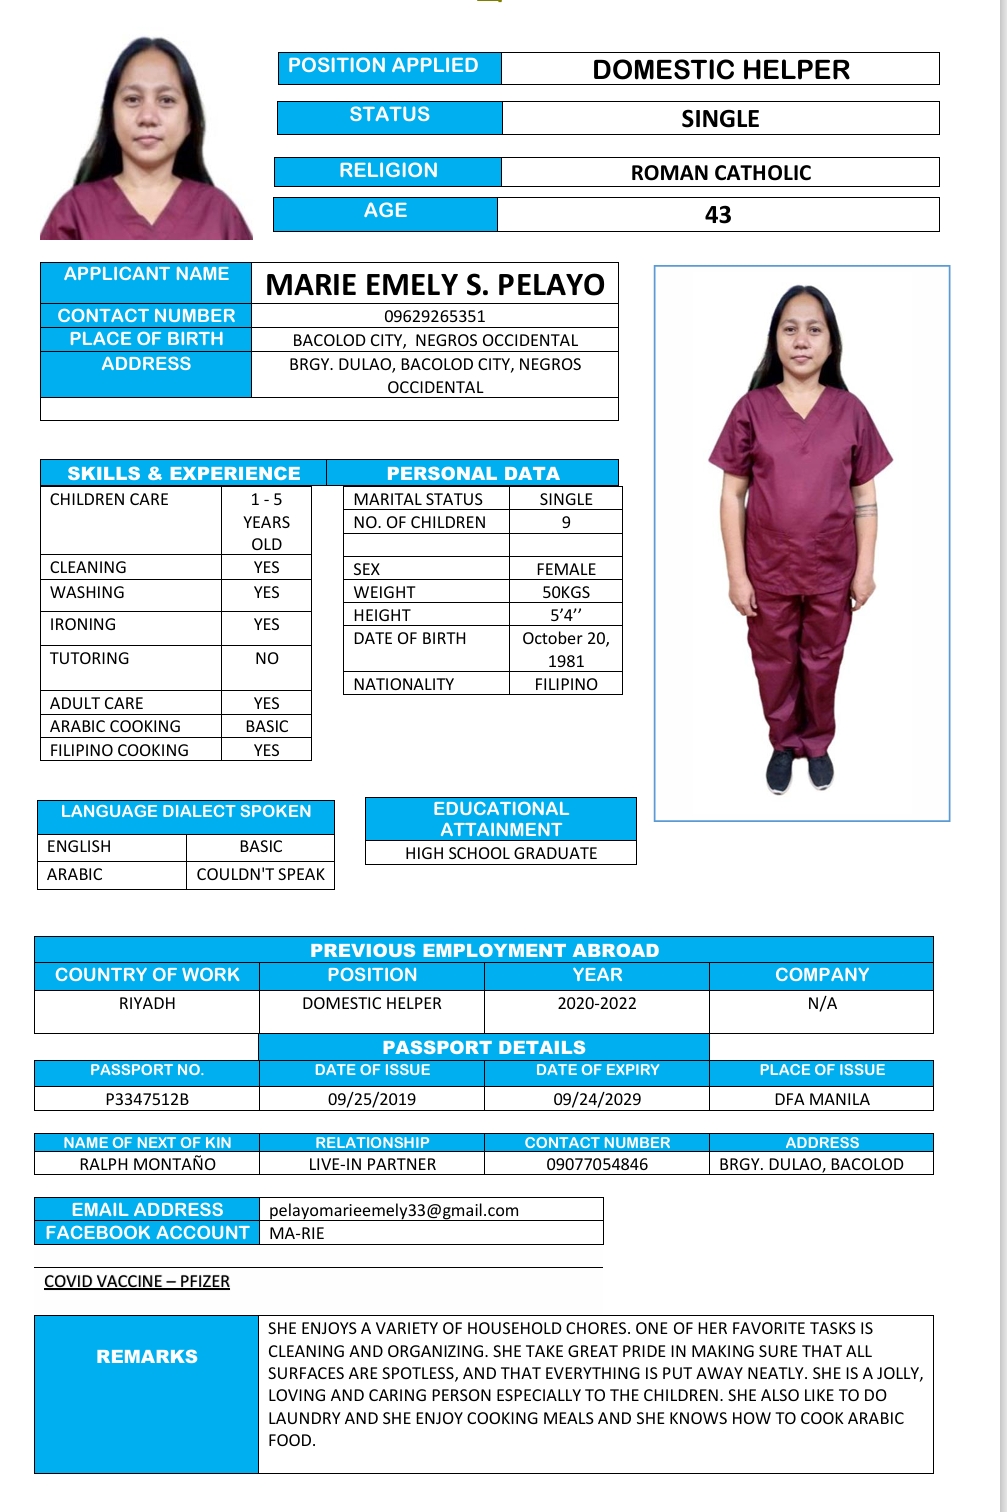 POSITION APPLIED DOMESTIC HELPER
STATUS SINGLE
RELIGION ROMAN CATHOLIC
AGE 43
APPLICANT NAME MARIE EMELY S. PELAYO
CONTACT NUMBER 09629265351
PLACE OF BIRTH BACOLOD CITY, NEGROS OCCIDENTAL
ADDRESS BRGY. DULAO, BACOLOD CITY, NEGROS
OCCIDENTAL
SKILLS & EXPERIENCE
CHILDREN CARE 1 - 5
YEARS
OLD
CLEANING YES
WASHING YES
IRONING YES
TUTORING NO
ADULT CARE YES
ARABIC COOKING BASIC
FILIPINO COOKING YES
PERSONAL DATA
MARITAL STATUS SINGLE
NO. OF CHILDREN 9
SEX FEMALE
WEIGHT 50KGS
HEIGHT 5’4’’
DATE OF BIRTH October 20,
1981
NATIONALITY FILIPINO
LANGUAGE DIALECT SPOKEN
ENGLISH BASIC
ARABIC COULDN'T SPEAK
EDUCATIONAL
ATTAINMENT
HIGH SCHOOL GRADUATE
PREVIOUS EMPLOYMENT ABROAD
COUNTRY OF WORK POSITION YEAR COMPANY
RIYADH DOMESTIC HELPER 2020-2022 N/A
PASSPORT DETAILS
PASSPORT NO. DATE OF ISSUE DATE OF EXPIRY PLACE OF ISSUE
P3347512B 09/25/2019 09/24/2029 DFA MANILA
NAME OF NEXT OF KIN RELATIONSHIP CONTACT NUMBER ADDRESS
RALPH MONTAÑO LIVE-IN PARTNER 09077054846 BRGY. DULAO, BACOLOD
EMAIL ADDRESS pelayomarieemely33@gmail.com
FACEBOOK ACCOUNT MA-RIE
COVID VACCINE – PFIZER
REMARKS
SHE ENJOYS A VARIETY OF HOUSEHOLD CHORES. ONE OF HER FAVORITE TASKS IS
CLEANING AND ORGANIZING. SHE TAKE GREAT PRIDE IN MAKING SURE THAT ALL
SURFACES ARE SPOTLESS, AND THAT EVERYTHING IS PUT AWAY NEATLY. SHE IS A JOLLY,
LOVING AND CARING PERSON ESPECIALLY TO THE CHILDREN. SHE ALSO LIKE TO DO
LAUNDRY AND SHE ENJOY COOKING MEALS AND SHE KNOWS HOW TO COOK ARABIC
FOOD.